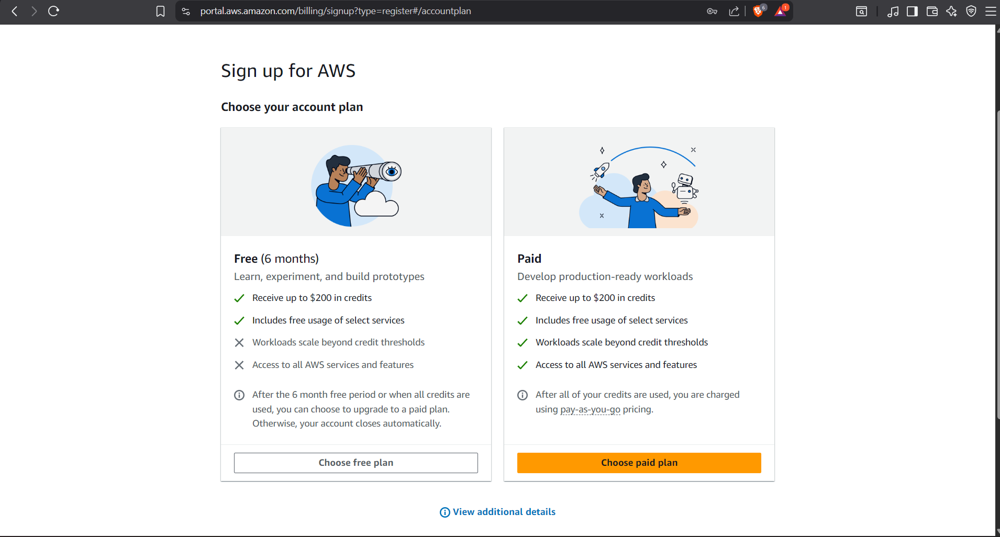 portal.aws.amazon.com/billing/signup?type=register#/accountplan
6
1
Sign up for AWS
Choose your account plan
Free (6 months)
Learn, experiment, and build prototypes
Receive up to $200 in credits
Includes free usage of select services
Workloads scale beyond credit thresholds
Access to all AWS services and features
After the 6 month free period or when all credits are
used, you can choose to upgrade to a paid plan.
Otherwise, your account closes automatically.
Choose free plan
Paid
Develop production-ready workloads
Receive up to $200 in credits
Includes free usage of select services
Workloads scale beyond credit thresholds
Access to all AWS services and features
After all of your credits are used, you are charged
using pay-as-you-go pricing.
Choose paid plan
View additional details